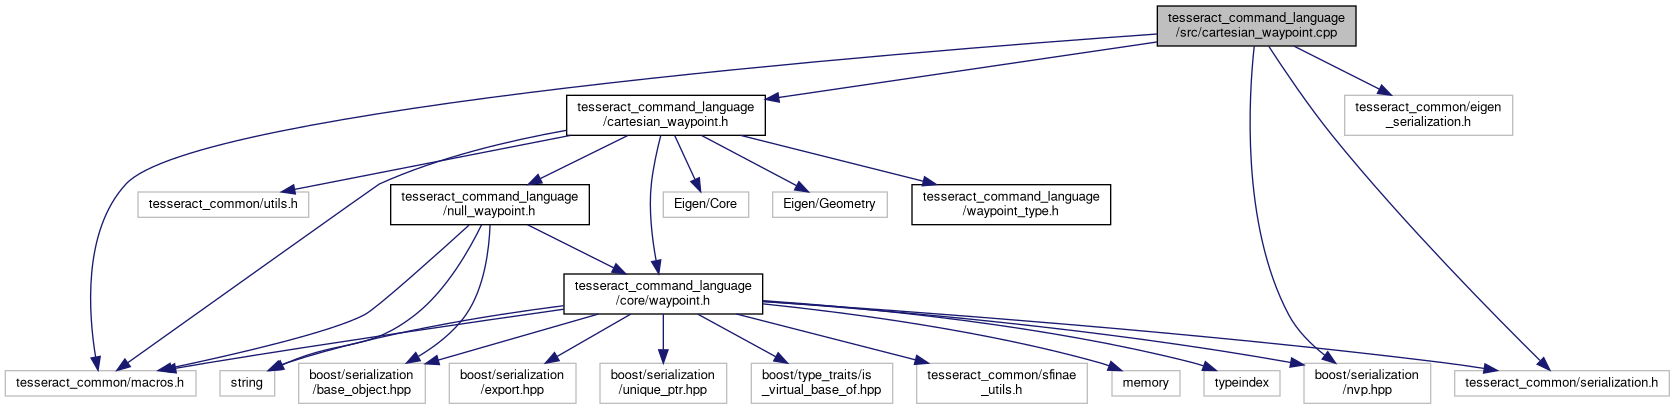 tesseract_command_language
/src/cartesian_waypoint.cpp
tesseract_command_language
/cartesian_waypoint.h
tesseract_common/eigen
_serialization.h
tesseract_common/utils.h
tesseract_command_language
/null_waypoint.h
Eigen/Core
Eigen/Geometry
tesseract_command_language
/waypoint_type.h
tesseract_command_language
/core/waypoint.h
tesseract_common/macros.h
string
boost/serialization
/base_object.hpp
boost/serialization
/export.hpp
boost/serialization
/unique_ptr.hpp
boost/type_traits/is
_virtual_base_of.hpp
tesseract_common/sfinae
_utils.h
memory
typeindex
boost/serialization
/nvp.hpp
tesseract_common/serialization.h